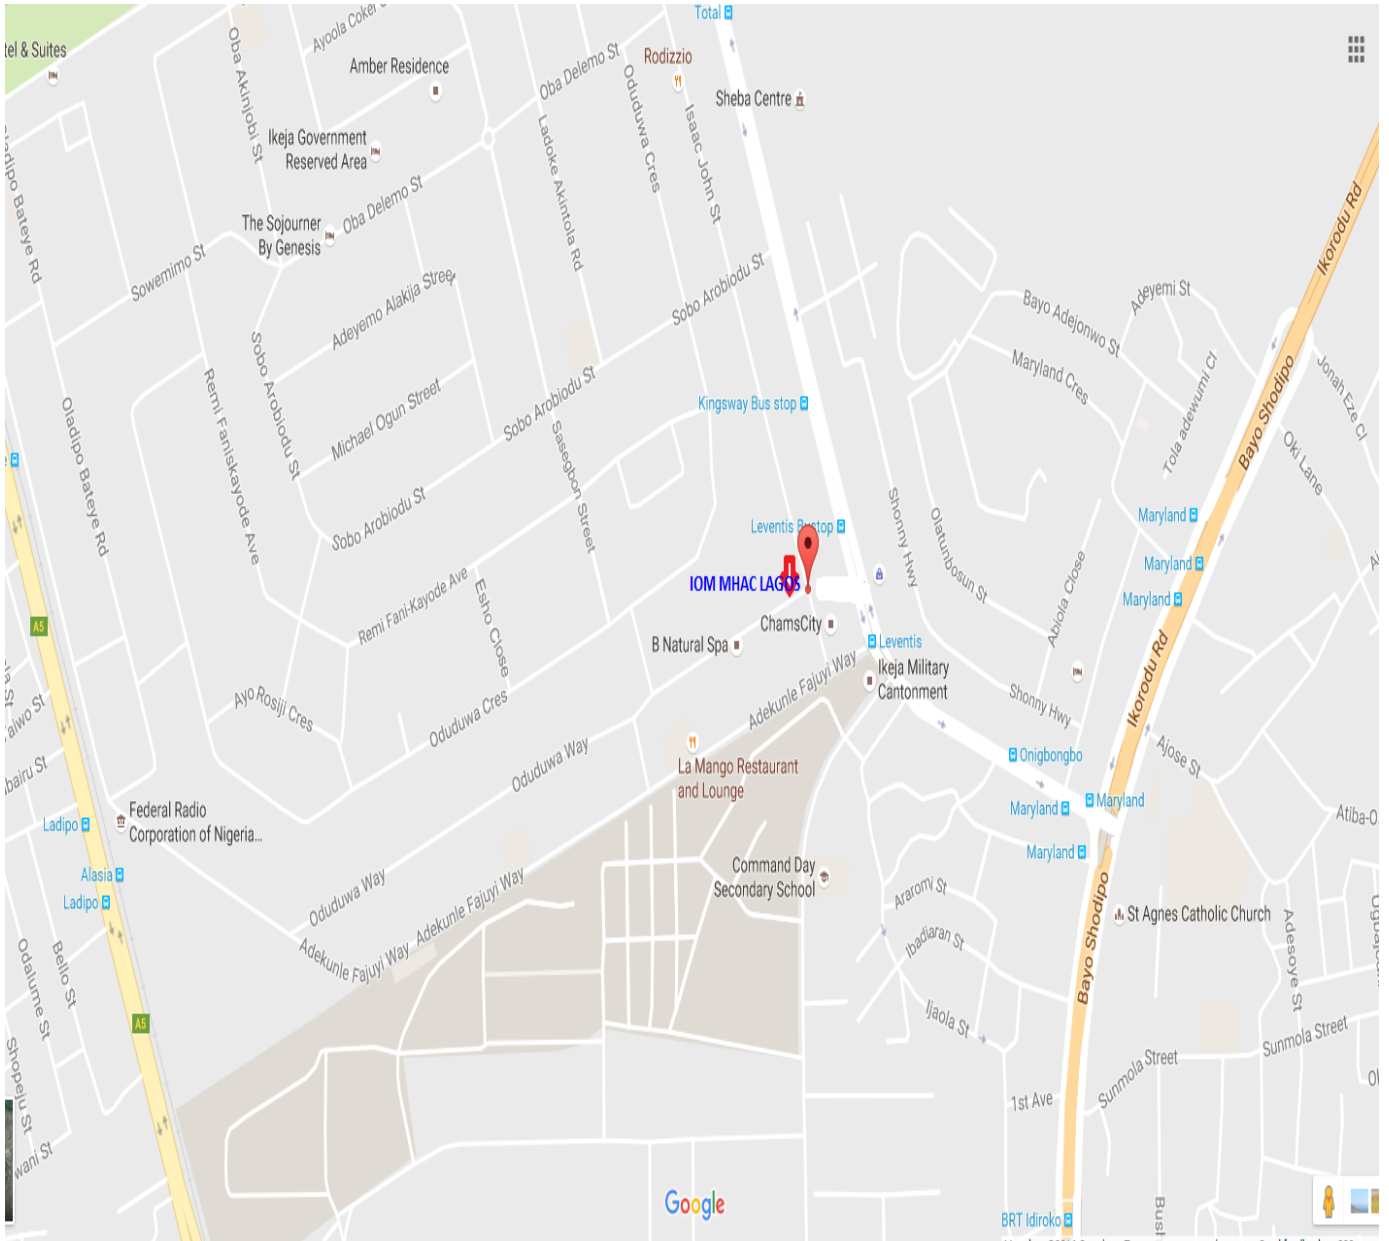 Total
Ayoola Coker
tel & Suites
Oba Akinjobi St
Amber Residence
Oba Delemo St
Rodizzio
Sheba Centre
Oduduwa Cres
Isaac John St
Ladoke Akintola Rd
Ikeja Government
Reserved Area
Oladipo Bateye Rd
Oba Delemo St
The Sojourner
By Genesis
Sowemimo St
Ikorodu Rd
Adeyemo Alakija Street
Sobo Arobiodu St
Adeyemi St
Bayo Adejonwo St
Maryland Cres
Tola adewumi Cl
Jonah Eze Cl
Bayo Shodipo
Sobo Arobiodu St
Remi Faniskayode Ave
Michael Ogun Street
Sobo Arobiodu St
Kingsway Bus stop
Oladipo Bateye Rd
Saegbon Street
Oki Lane
Sobo Arobiodu St
Leventis Bustop
Shonny Hwy
Olatunbosun St
Maryland
Maryland
Maryland
IOM MHAC LAGOS
ChamsCity
B Natural Spa
Remi Fani-Kayode Ave
Esho Close
Abiola Close
A5
Leventis
Ikeja Military
Cantonment
Adekunle Fajuyi Way
Shonny Hwy
Ikorodu Rd
Ayo Rosiji Cres
Oduduwa Cres
Oduduwa Way
Onigbongbo
Ajose St
La Mango Restaurant
and Lounge
Maryland
Maryland
Maryland
Federal Radio
Corporation of Nigeria...
Ladipo
Alasia
Ladipo
Atiba-O
Command Day
Secondary School
Araromi St
Oduduwa Way
Adekunle Fajuyi Way
Adekunle Fajuyi Way
Ibadiaran St
St Agnes Catholic Church
Bayo Shodipo
Adesoye St
Bello St
Odalume St
A5
Ijaola St
Sunmola Street
Sunmola Street
Shopeju St
1st Ave
wani St
Google
BRT Idiroko
Bush